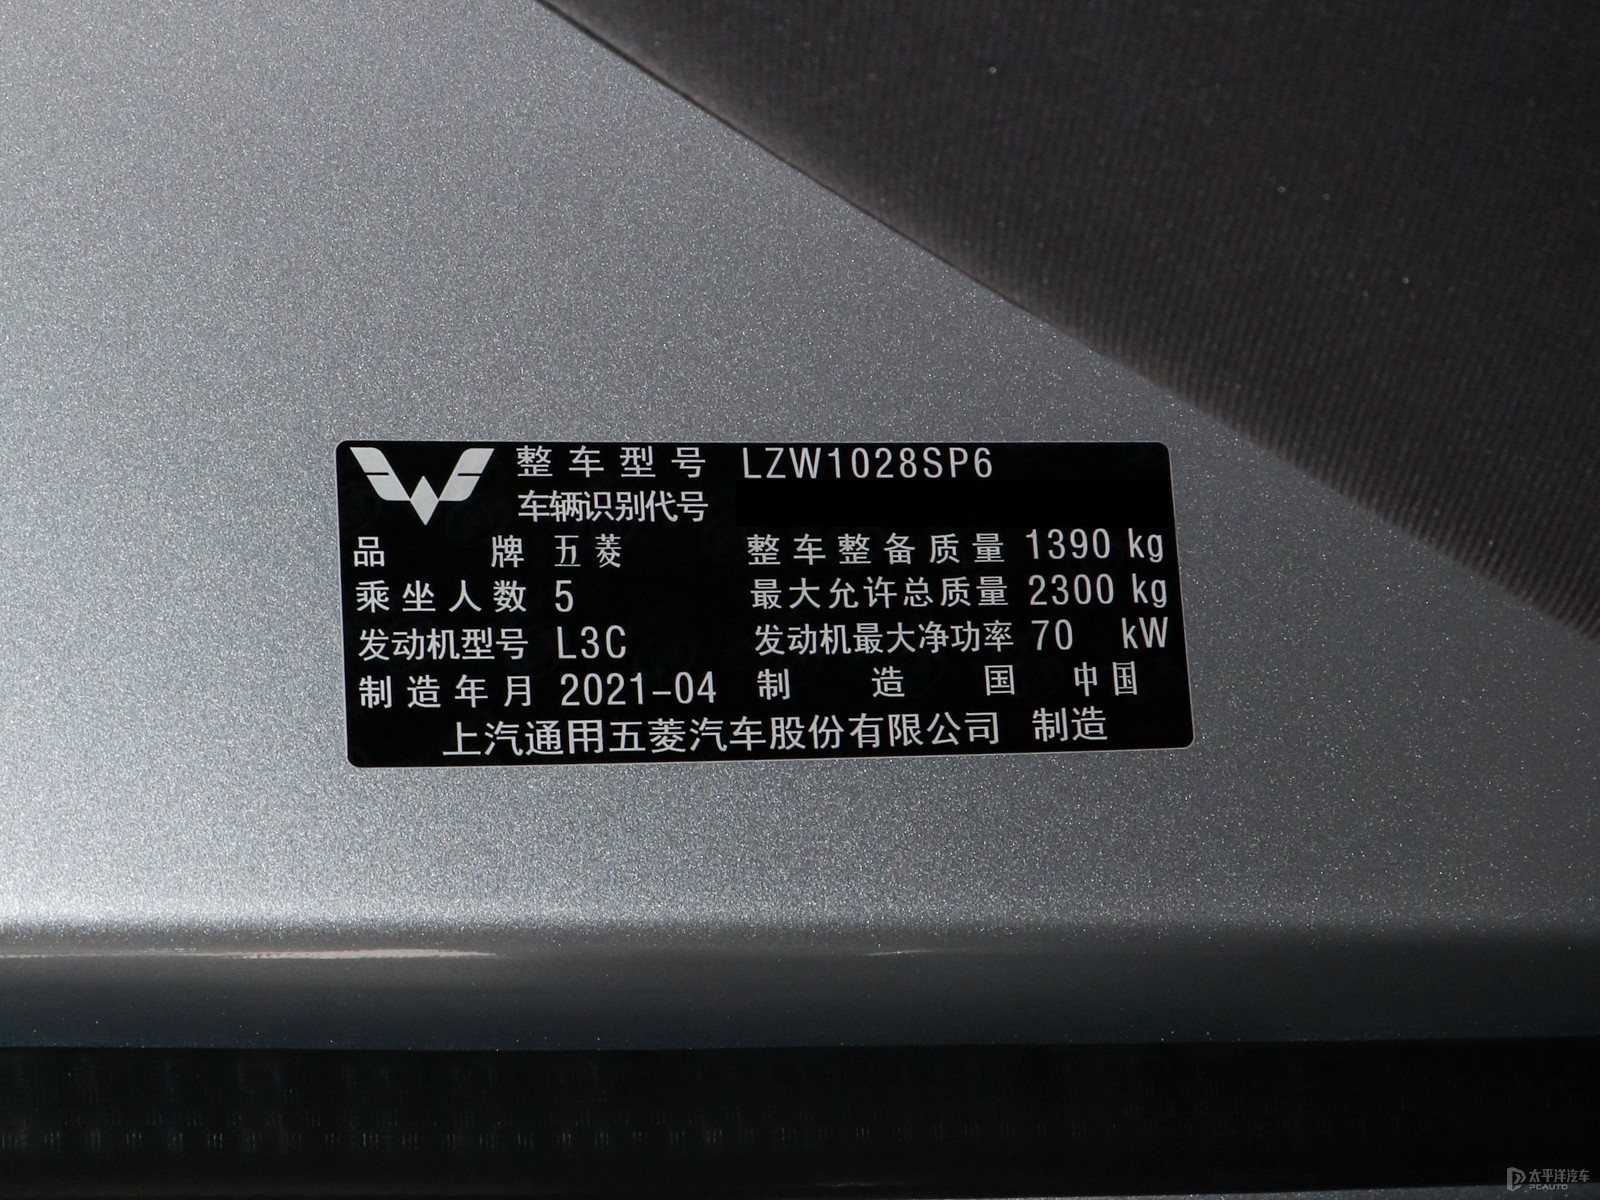 整车型号 LZW1028SP6
车辆识别代号
品牌 五菱 整车整备质量 1390 kg
乘坐人数 5 最大允许总质量 2300 kg
发动机型号 L3C 发动机最大净功率 70 kW
制造年月 2021-04 制造国 中国
上汽通用五菱汽车股份有限公司 制造
太平洋汽车
PCAUTO